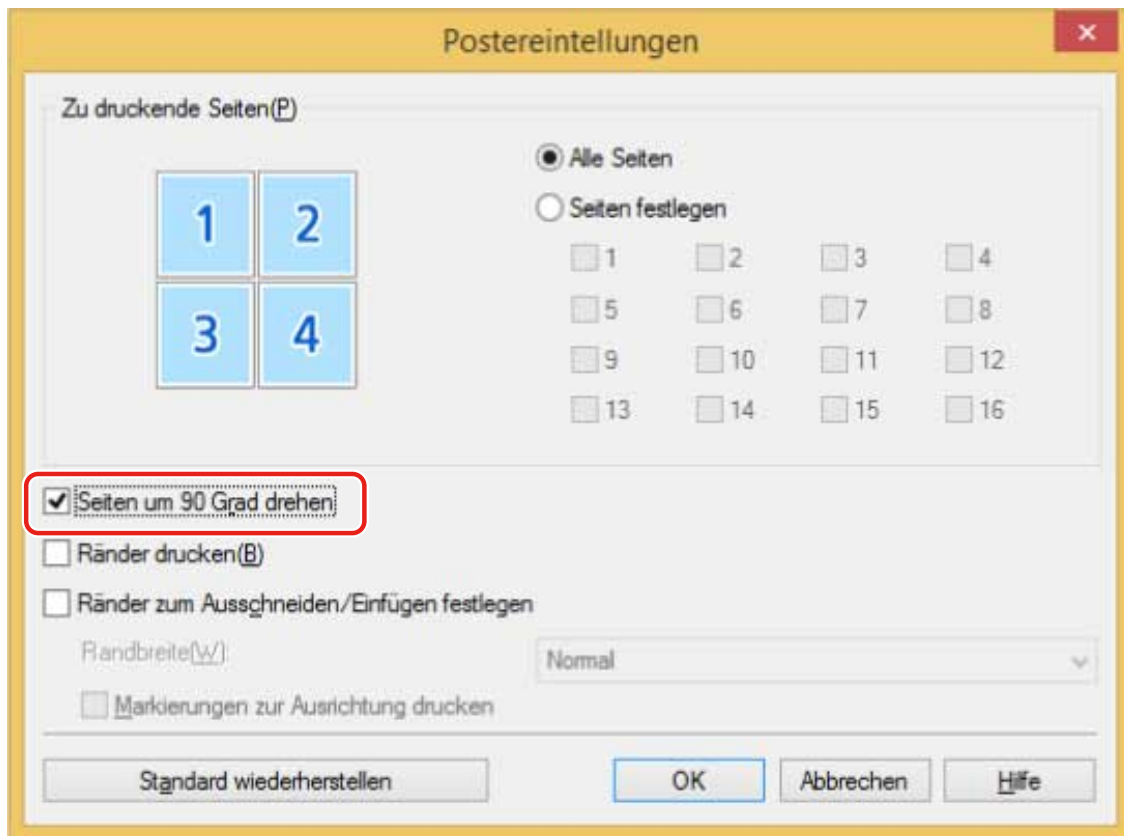 Postereintellungen
Zu druckende Seiten(P)
Alle Seiten
Seiten festlegen
1 2
3 4
1 2 3 4
5 6 7 8
9 10 11 12
13 14 15 16
Seiten um 90 Grad drehen
Ränder drucken(B)
Ränder zum Ausschneiden/Einfügen festlegen
Randbreite(W): Normal
Markierungen zur Ausrichtung drucken
Standard wiederherstellen OK Abbrechen Hilfe